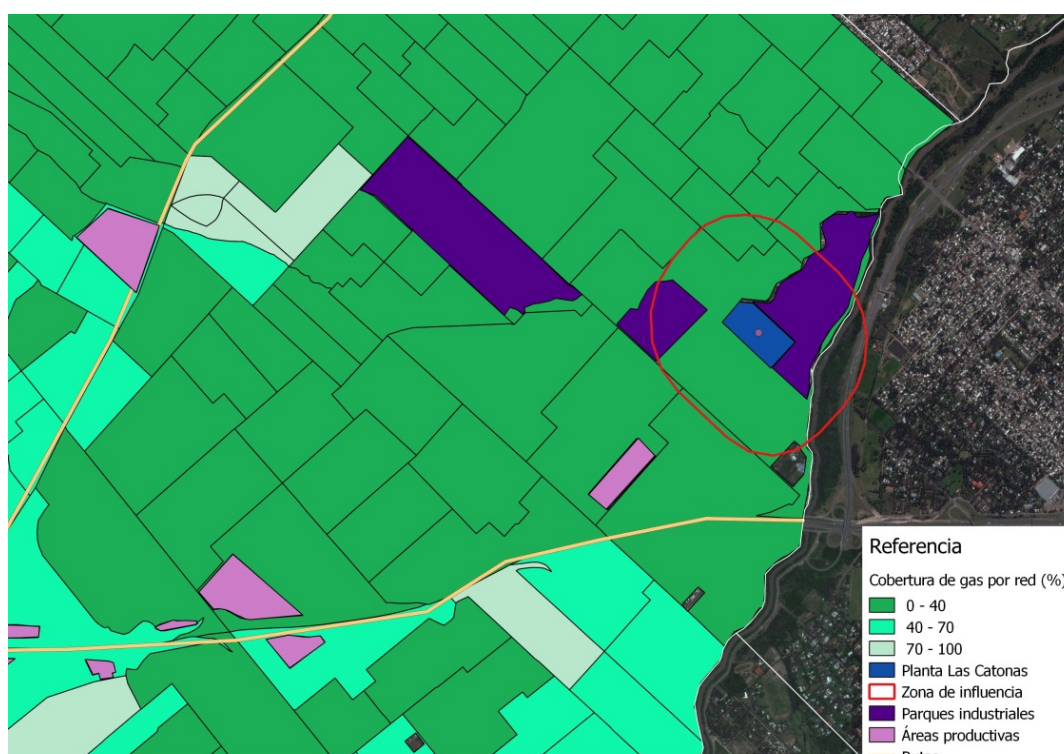 Referencia
Cobertura de gas por red (%)
0 - 40
40 - 70
70 - 100
Planta Las Catonas
Zona de influencia
Parques industriales
Áreas productivas